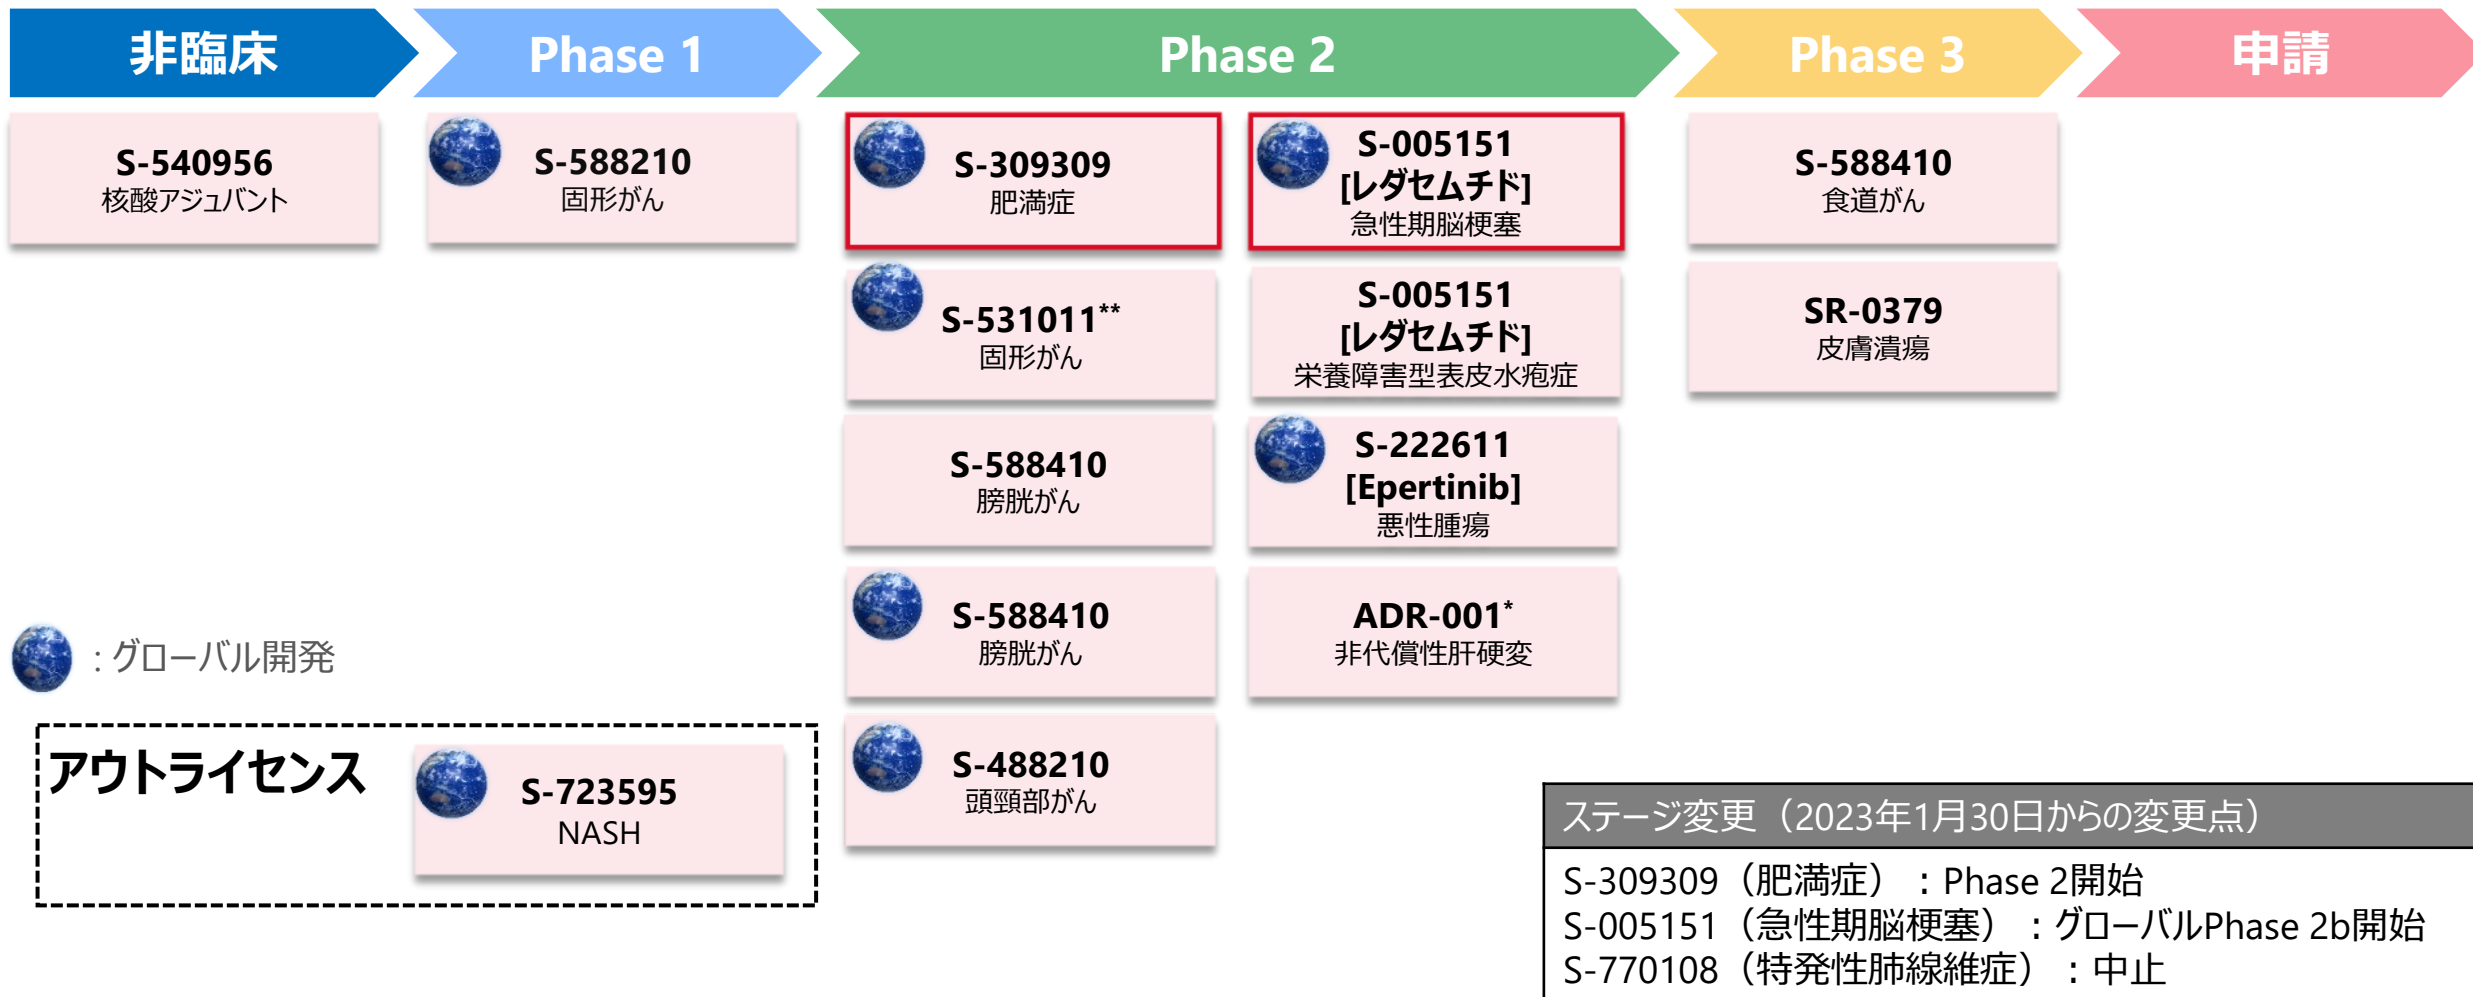 非臨床
Phase 1
Phase 2
Phase 3
申請
S-540956
核酸アジュバント
S-588210
固形がん
S-309309
肥満症
S-005151
[レダセムチド]
急性期脳梗塞
S-588410
食道がん
S-531011**
固形がん
S-005151
[レダセムチド]
栄養障害型表皮水疱症
SR-0379
皮膚潰瘍
S-588410
膀胱がん
S-222611
[Epertinib]
悪性腫瘍
S-588410
膀胱がん
ADR-001*
非代償性肝硬変
: グローバル開発
アウトライセンス
S-723595
NASH
S-488210
頭頸部がん
ステージ変更（2023年1月30日からの変更点）
S-309309（肥満症）：Phase 2開始
S-005151（急性期脳梗塞）：グローバルPhase 2b開始
S-770108（特発性肺線維症）：中止